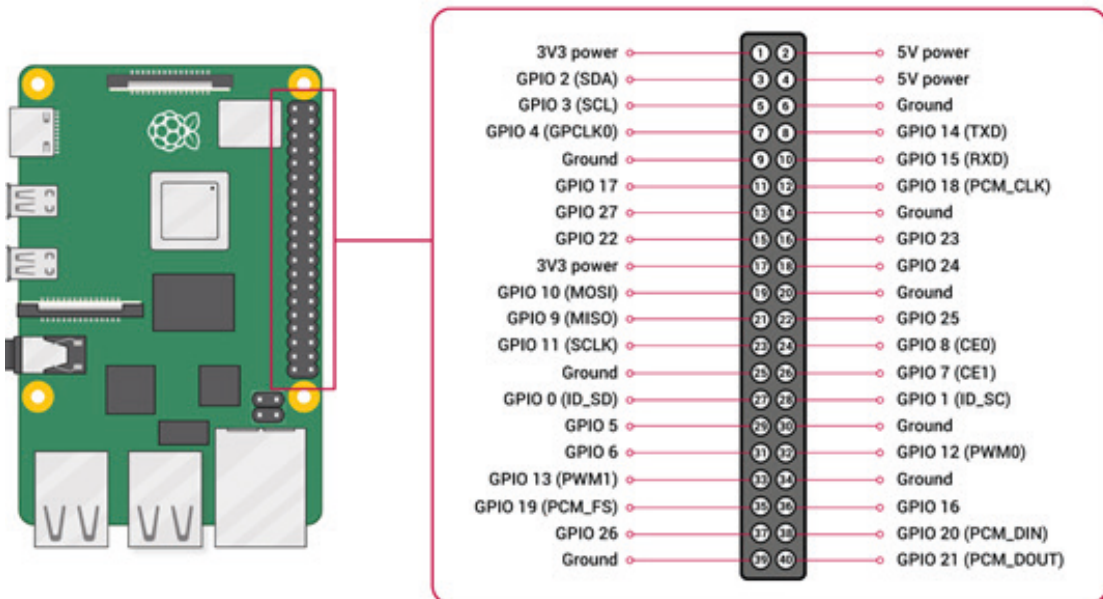 3V3 power 1 2 5V power
GPIO 2 (SDA) 3 4 5V power
GPIO 3 (SCL) 5 6 Ground
GPIO 4 (GPCLK0) 7 8 GPIO 14 (TXD)
Ground 9 10 GPIO 15 (RXD)
GPIO 17 11 12 GPIO 18 (PCM_CLK)
GPIO 27 13 14 Ground
GPIO 22 15 16 GPIO 23
3V3 power 17 18 GPIO 24
GPIO 10 (MOSI) 19 20 Ground
GPIO 9 (MISO) 21 22 GPIO 25
GPIO 11 (SCLK) 23 24 GPIO 8 (CE0)
Ground 25 26 GPIO 7 (CE1)
GPIO 0 (ID_SD) 27 28 GPIO 1 (ID_SC)
GPIO 5 29 30 Ground
GPIO 6 31 32 GPIO 12 (PWM0)
GPIO 13 (PWM1) 33 34 Ground
GPIO 19 (PCM_FS) 35 36 GPIO 16
GPIO 26 37 38 GPIO 20 (PCM_DIN)
Ground 39 40 GPIO 21 (PCM_DOUT)